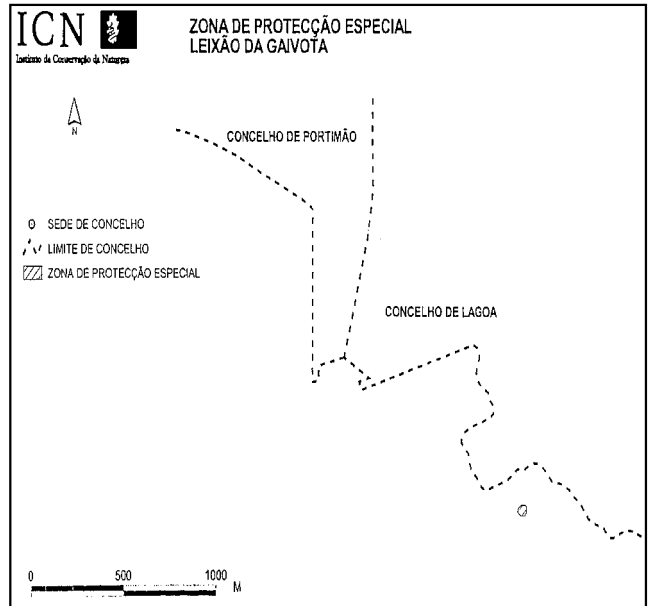 ICN
Instituto da Conservação da Natureza
ZONA DE PROTECÇÃO ESPECIAL
LEIXÃO DA GAIVOTA
N
CONCELHO DE PORTIMÃO
SEDE DE CONCELHO
LIMITE DE CONCELHO
ZONA DE PROTECÇÃO ESPECIAL
CONCELHO DE LAGOA
0 500 1000 M